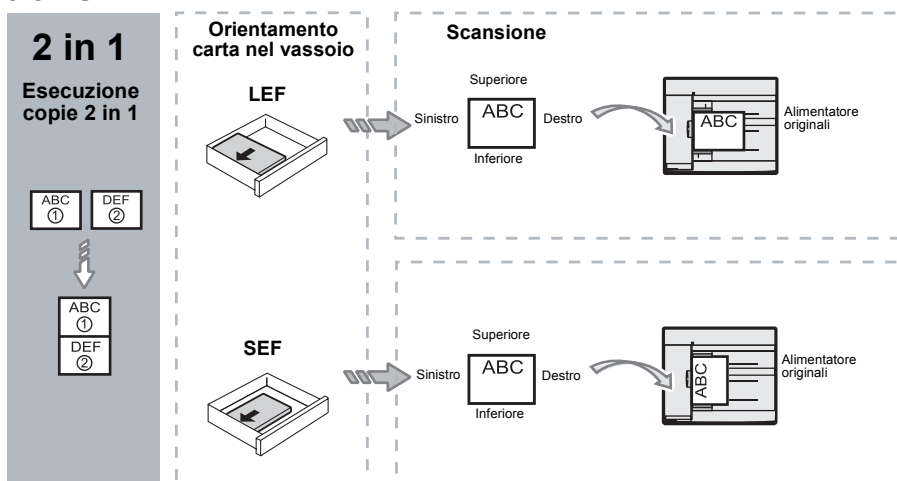 2 in 1
Esecuzione
copie 2 in 1
ABC
①
DEF
②
ABC
①
DEF
②
Orientamento
carta nel vassoio
LEF
SEF
Scansione
Superiore
Sinistro
ABC
Destro
Inferiore
ABC
Alimentatore
originali
Superiore
Sinistro
ABC
Destro
Inferiore
ABC
Alimentatore
originali